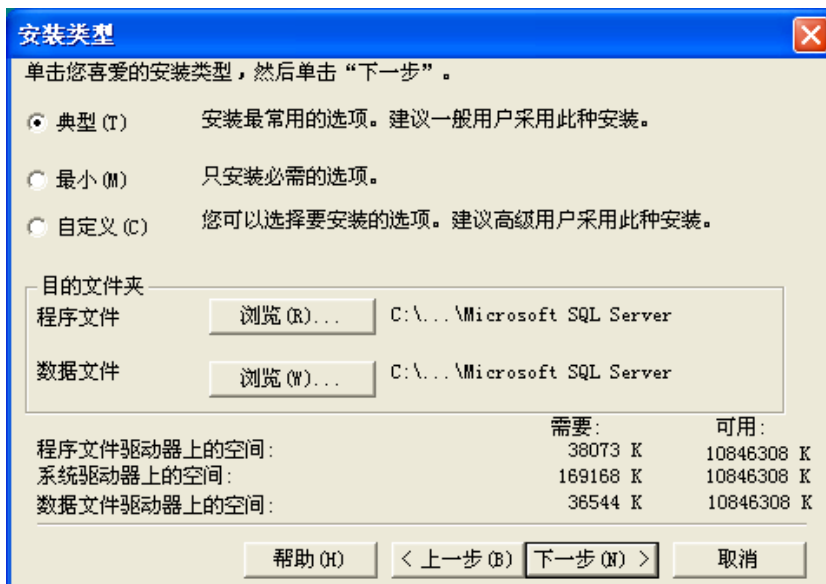 安装类型
单击您喜爱的安装类型，然后单击“下一步”。
典型(T) 安装最常用的选项。建议一般用户采用此种安装。
最小(M) 只安装必需的选项。
自定义(C) 您可以选择要安装的选项。建议高级用户采用此种安装。
目的文件夹
程序文件 浏览(R)... C:\...\Microsoft SQL Server
数据文件 浏览(W)... C:\...\Microsoft SQL Server
需要: 可用:
程序文件驱动器上的空间: 38073 K 10846308 K
系统驱动器上的空间: 169168 K 10846308 K
数据文件驱动器上的空间: 36544 K 10846308 K
帮助(H) < 上一步(B) 下一步(N) > 取消